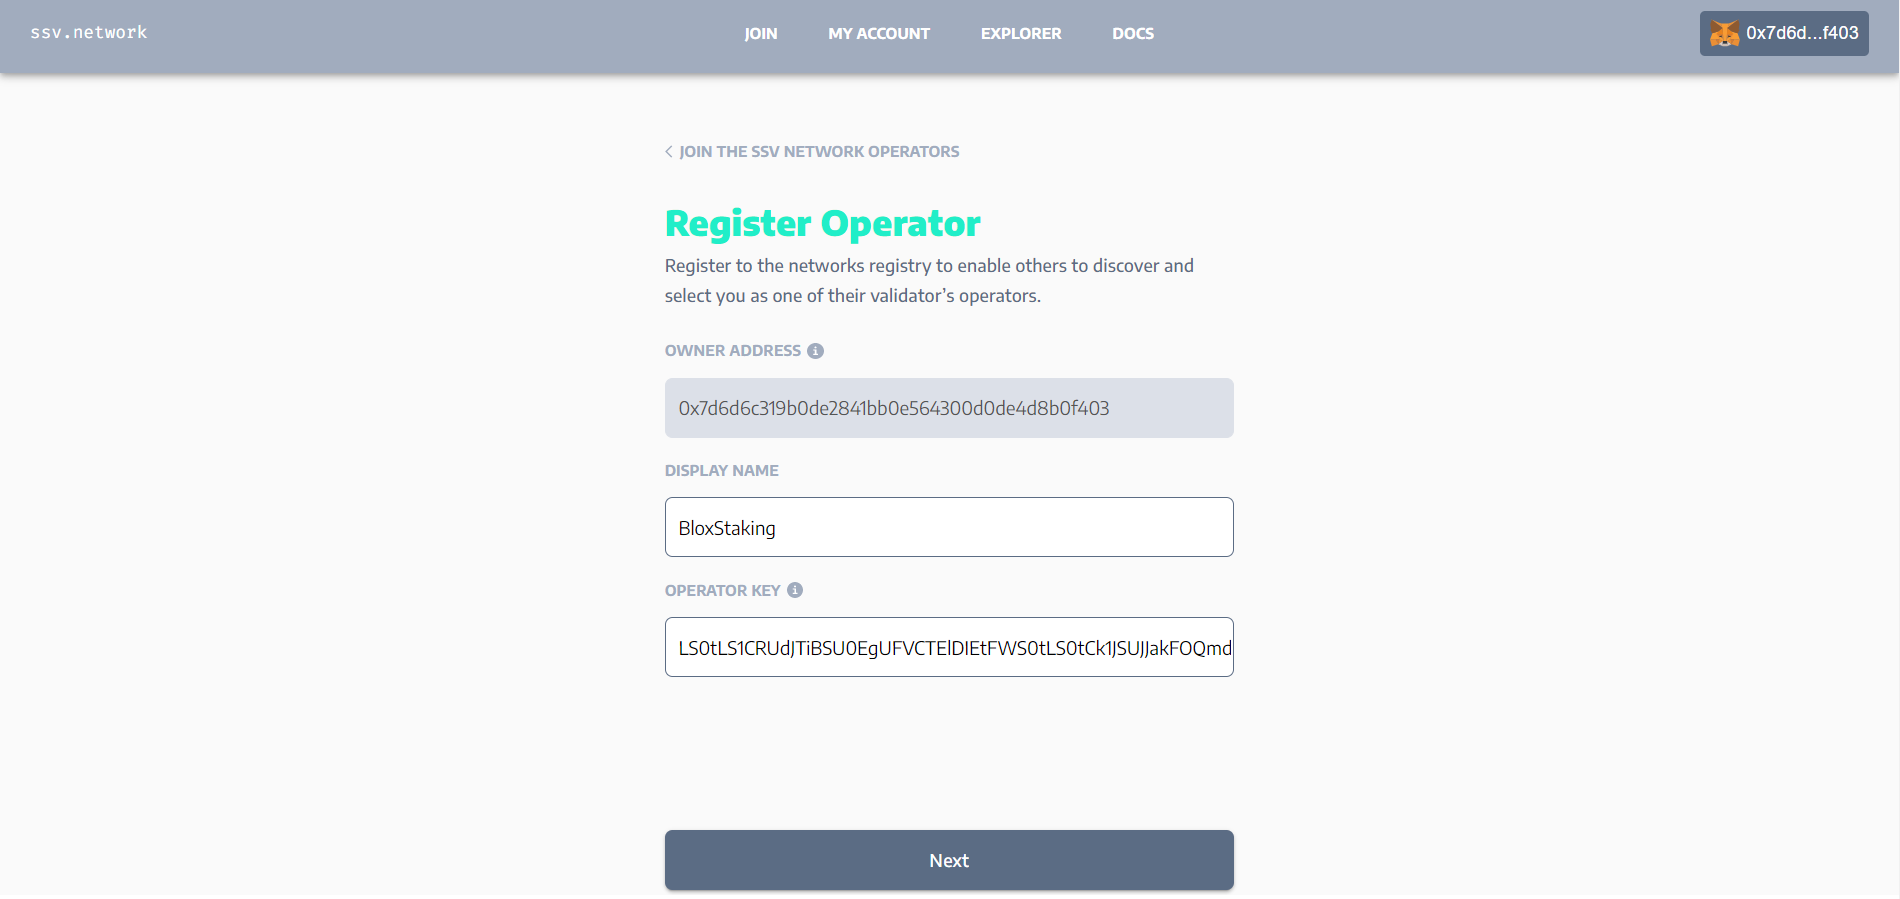 ssv.network
JOIN
MY ACCOUNT
EXPLORER
DOCS
0x7d6d...f403
JOIN THE SSV NETWORK OPERATORS
Register Operator
Register to the networks registry to enable others to discover and
select you as one of their validator’s operators.
OWNER ADDRESS
0x7d6d6c319b0de2841bb0e564300d0de4d8b0f403
DISPLAY NAME
BloxStaking
OPERATOR KEY
LS0tLS1CRUdJTiBSU0EgUFVCTElDIEtFWS0tLS0tCk1JSUJJakFOQmd
Next